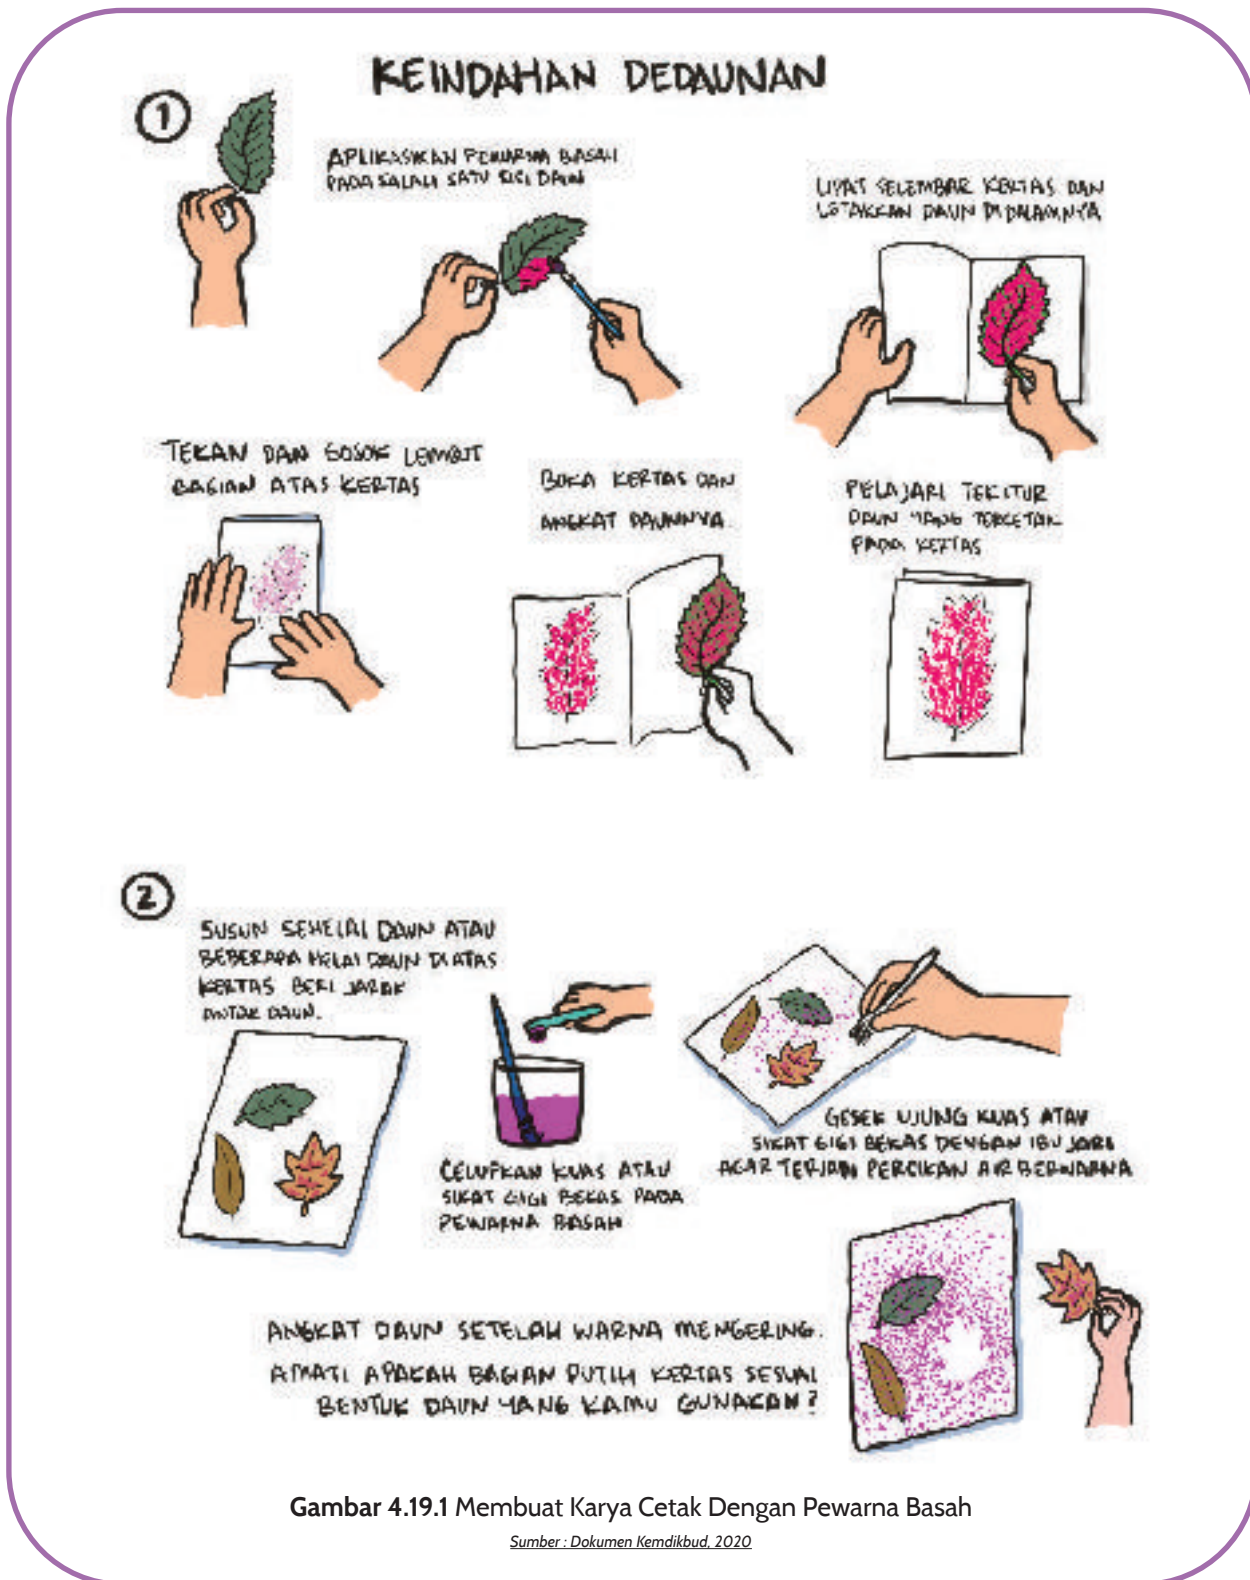 KEINDAHAN DEDAUNAN
1
APLIKASIKAN PEWARNA BASAH
PADA SALAH SATU SISI DAUN
LIPAT SELEMBAR KERTAS DAN
LETAKKAN DAUN DIDALAMNYA
TEKAN DAN GOSOK LEMBUT
BAGIAN ATAS KERTAS
BUKA KERTAS DAN
ANGKAT DAUNNYA.
PELAJARI TEKITUR
DAUN YANG TERCETAK
PADA KERTAS
2
SUSUN SEHELAI DAUN ATAU
BEBERAPA HELAI DAUN DI ATAS
KERTAS BERI JARAK
ANTAR DAUN.
CELUPKAN KUAS ATAU
SIKAT GIGI BEKAS PADA
PEWARNA BASAH
GESEK UJUNG KUAS ATAU
SIKAT GIGI BEKAS DENGAN IBU JARI
AGAR TERJADI PERCIKAN AIR BERWARNA
ANGKAT DAUN SETELAH WARNA MENGERING.
AMATI APAKAH BAGIAN PUTIH KERTAS SESUAI
BENTUK DAUN YANG KAMU GUNAKAN?
Gambar 4.19.1 Membuat Karya Cetak Dengan Pewarna Basah
Sumber : Dokumen Kemdikbud, 2020